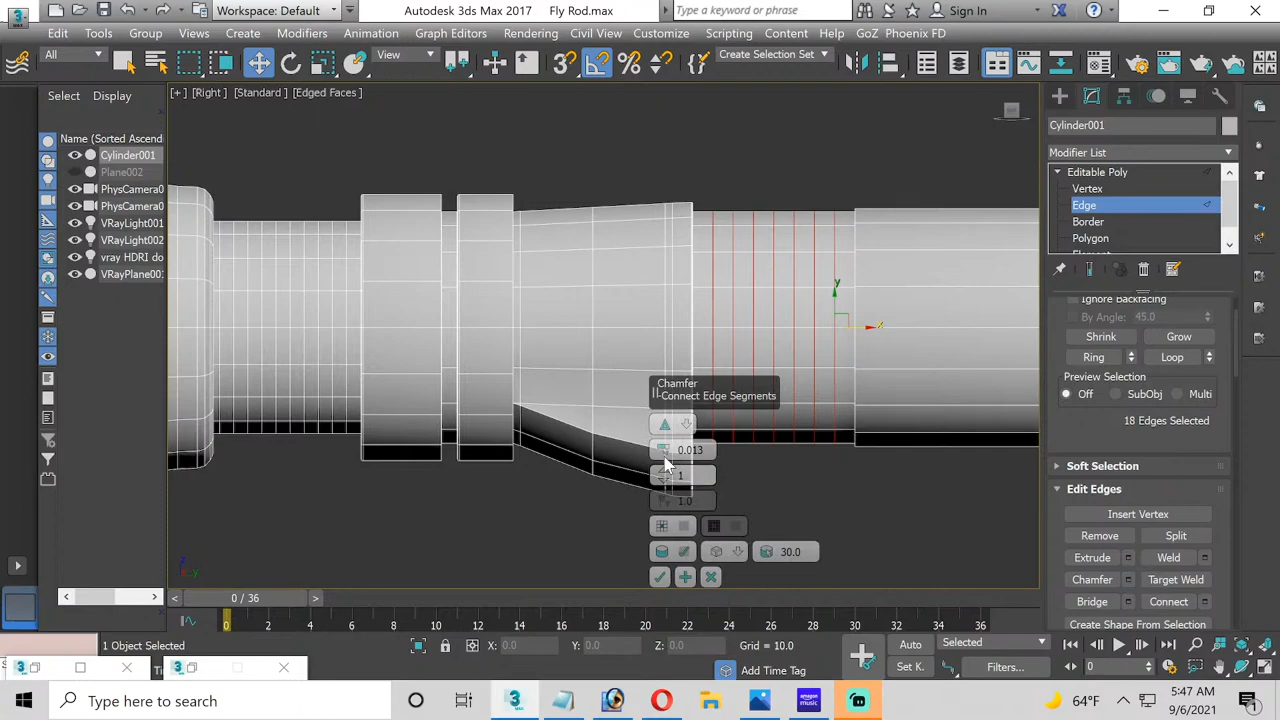 Workspace: Default
Autodesk 3ds Max 2017
Fly Rod.max
Type a keyword or phrase
Sign In
Edit
Tools
Group
Views
Create
Modifiers
Animation
Graph Editors
Rendering
Civil View
Customize
Scripting
Content
Help
GoZ
Phoenix FD
All
View
Create Selection Set
Select
Display
[+] [Right] [Standard] [Edged Faces]
Name (Sorted Ascend
Cylinder001
Plane002
PhysCamera0
PhysCamera0
VRayLight001
VRayLight002
vray HDRI do
VRayPlane001
Cylinder001
Modifier List
Editable Poly
Vertex
Edge
Border
Polygon
Ignore Backfacing
By Angle:
45.0
Shrink
Grow
Ring
Loop
Preview Selection
Off
SubObj
Multi
18 Edges Selected
Soft Selection
Edit Edges
Insert Vertex
Remove
Split
Extrude
Weld
Chamfer
Target Weld
Bridge
Connect
Create Shape From Selection
Chamfer
Connect Edge Segments
0.013
1
1.0
30.0
y
x
z
y
0 / 36
0
2
4
6
8
10
12
14
16
18
20
22
24
26
28
30
32
34
36
1 Object Selected
X: 0.0
Y: 0.0
Z: 0.0
Grid = 10.0
Add Time Tag
Auto
Selected
Set K.
Filters...
0
Type here to search
amazon music
64°F
5:47 AM
9/6/2021